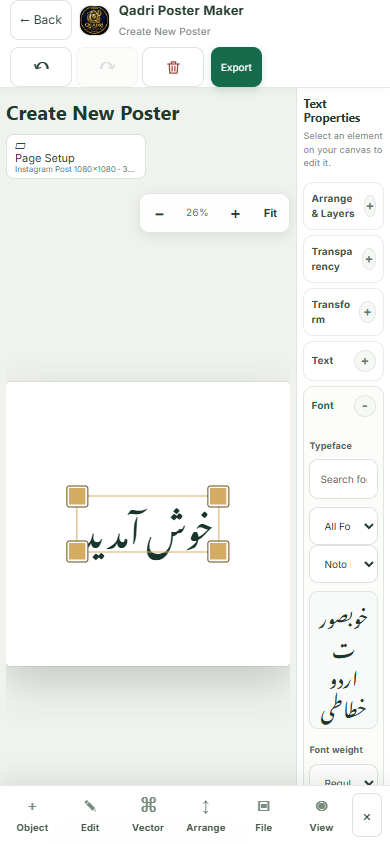 ← Back
Qadri Poster Maker
Create New Poster
Export
Create New Poster
Page Setup
Instagram Post 1080×1080 · 3...
− 26% + Fit
خوش آمدید
Text Properties
Select an element on your canvas to edit it.
Arrange & Layers +
Transpa
rency +
Transfo
rm +
Text +
Font -
Typeface
Search fo
All Fo
Noto
خوبصور
ت
اردو
خطاطی
Font weight
Regul
+ Object
Edit
Vector
Arrange
File
View
×